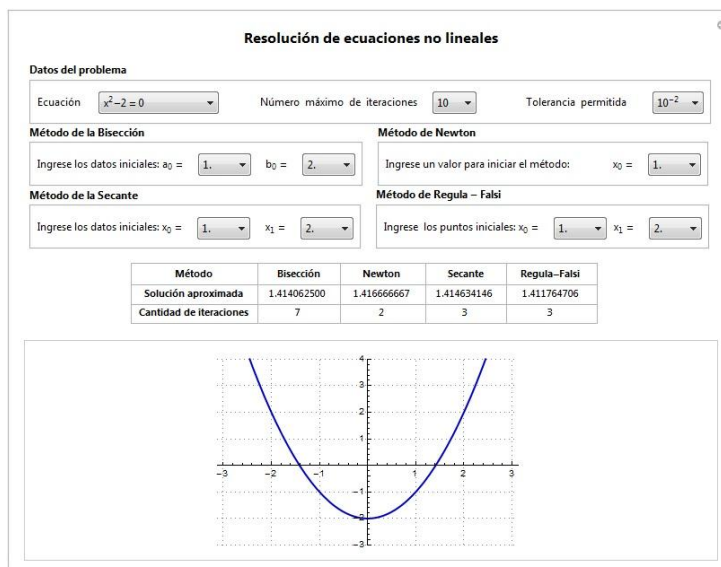 Resolución de ecuaciones no lineales
Datos del problema
Ecuación x²−2 = 0 Número máximo de iteraciones 10 Tolerancia permitida 10⁻²
Método de la Bisección
Ingrese los datos iniciales: a₀ = 1. b₀ = 2.
Método de Newton
Ingrese un valor para iniciar el método: x₀ = 1.
Método de la Secante
Ingrese los datos iniciales: x₀ = 1. x₁ = 2.
Método de Regula − Falsi
Ingrese los puntos iniciales: x₀ = 1. x₁ = 2.
Método Bisección Newton Secante Regula−Falsi
Solución aproximada 1.414062500 1.416666667 1.414634146 1.411764706
Cantidad de iteraciones 7 2 3 3
4
3
2
1
−3 −2 −1 1 2 3
−1
−2
−3